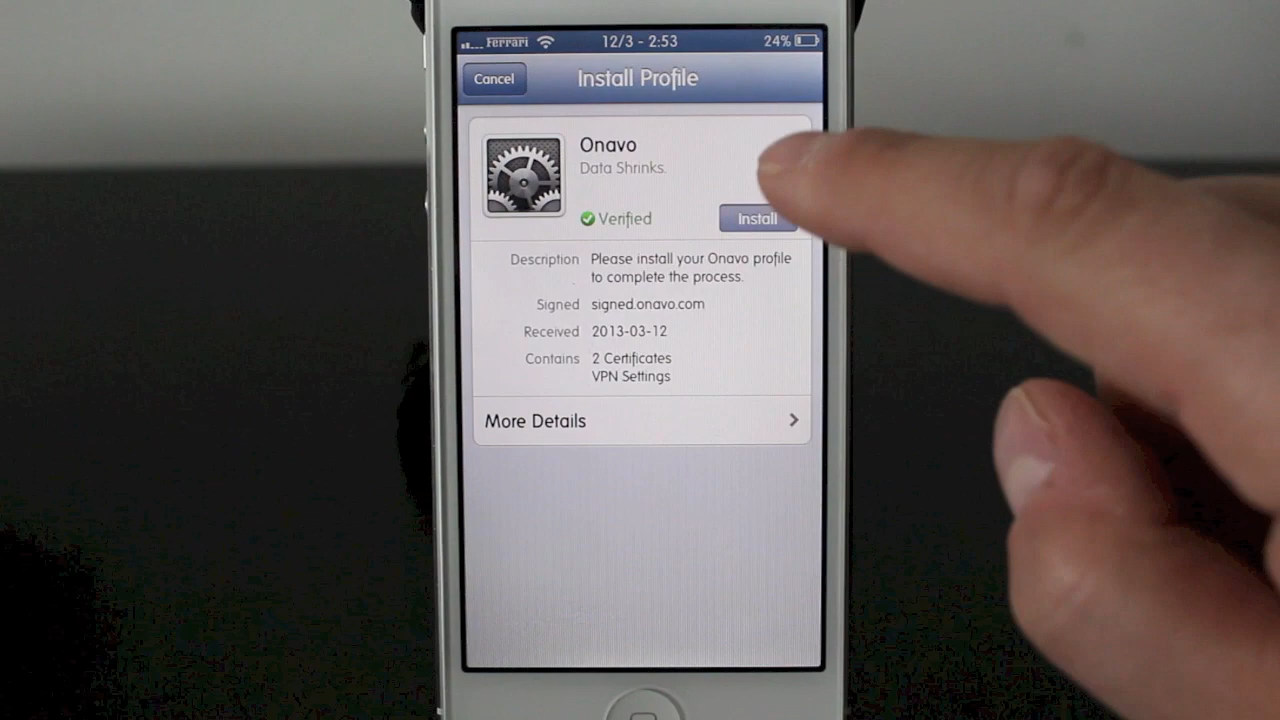 Ferrari 12/3 - 2:53 24%
Cancel Install Profile
Onavo
Data Shrinks.
Verified Install
Description Please install your Onavo profile
to complete the process.
Signed signed.onavo.com
Received 2013-03-12
Contains 2 Certificates
VPN Settings
More Details